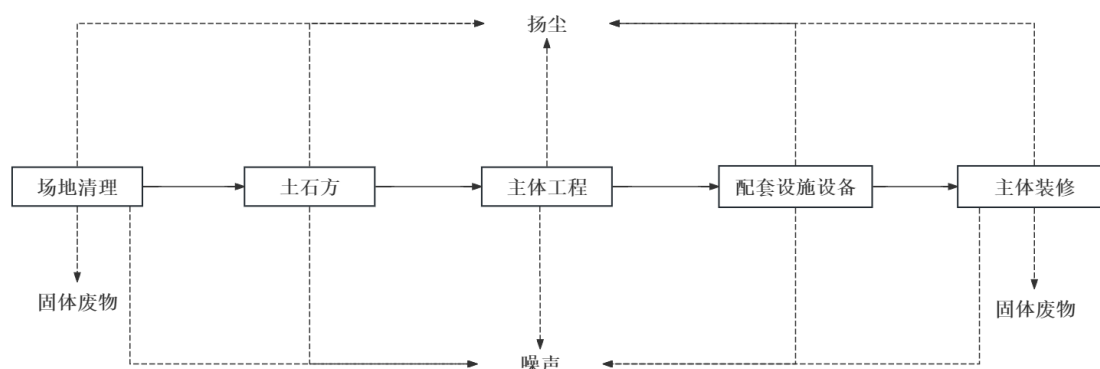 扬尘
场地清理
土石方
主体工程
配套设施设备
主体装修
固体废物
固体废物
噪声